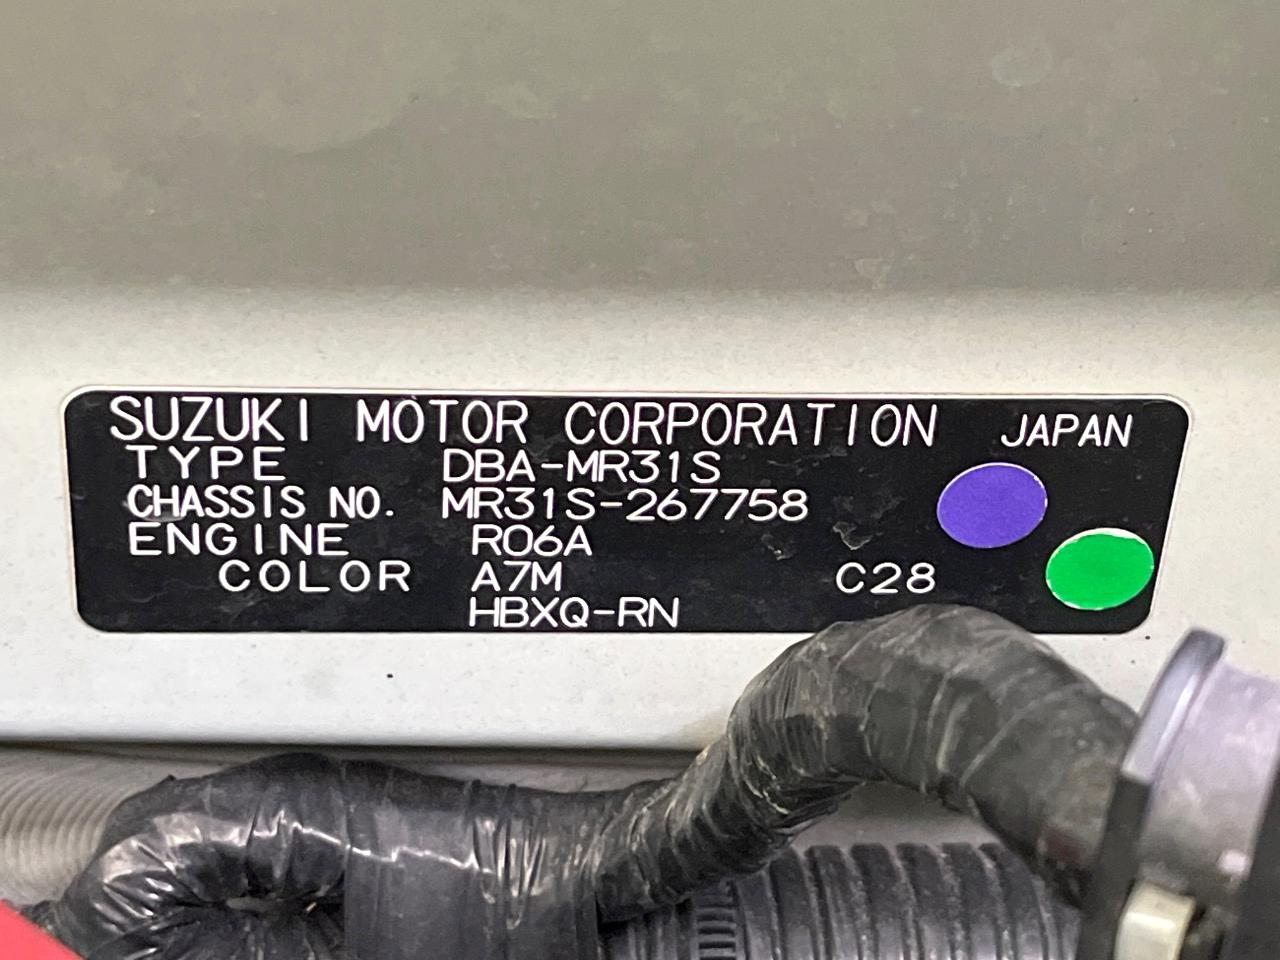 SUZUKI MOTOR CORPORATION JAPAN
TYPE DBA-MR31S
CHASSIS NO. MR31S-267758
ENGINE R06A
COLOR A7M C28
HBXQ-RN